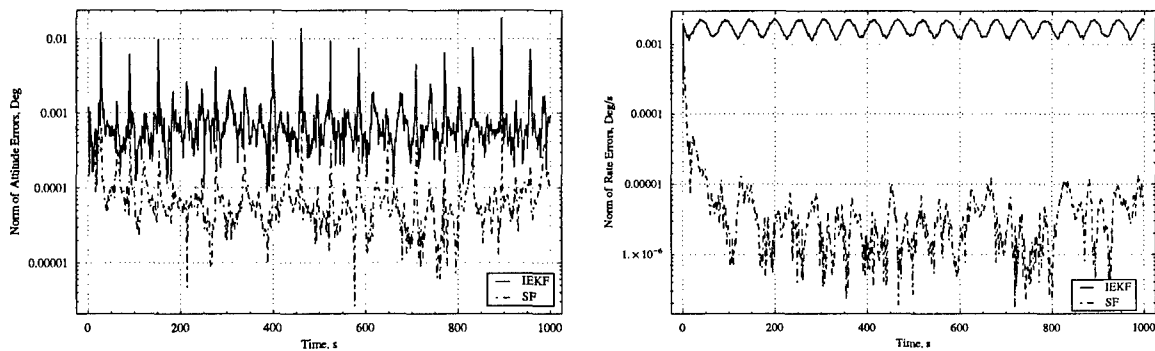 Norm of Attitude Errors, Deg
0.01
0.001
0.0001
0.00001
IEKF
SF
0 200 400 600 800 1000
Time, s
Norm of Rate Errors, Deg/s
0.001
0.0001
0.00001
1.×10⁻⁶
IEKF
SF
0 200 400 600 800 1000
Time, s